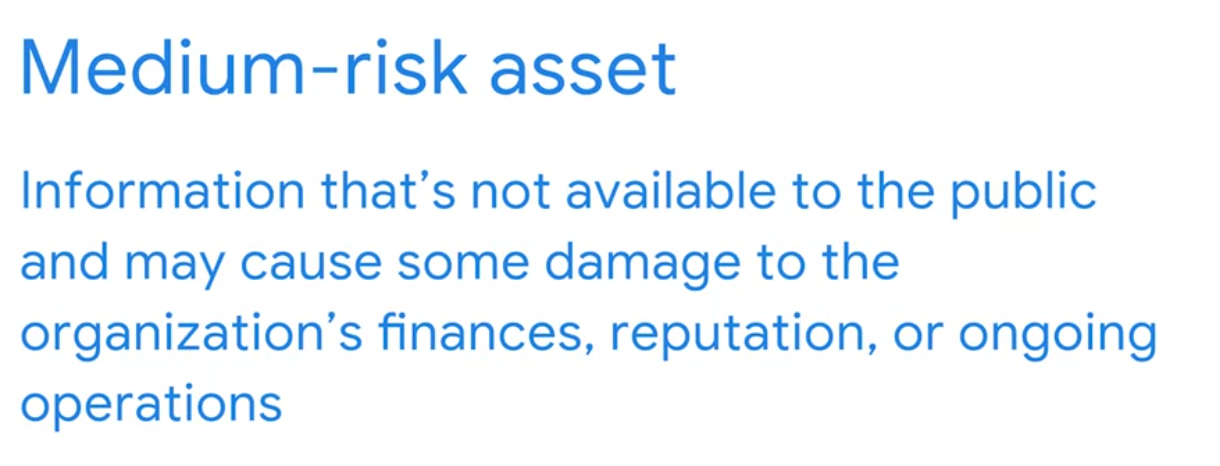 Medium-risk asset
Information that’s not available to the public
and may cause some damage to the
organization’s finances, reputation, or ongoing
operations